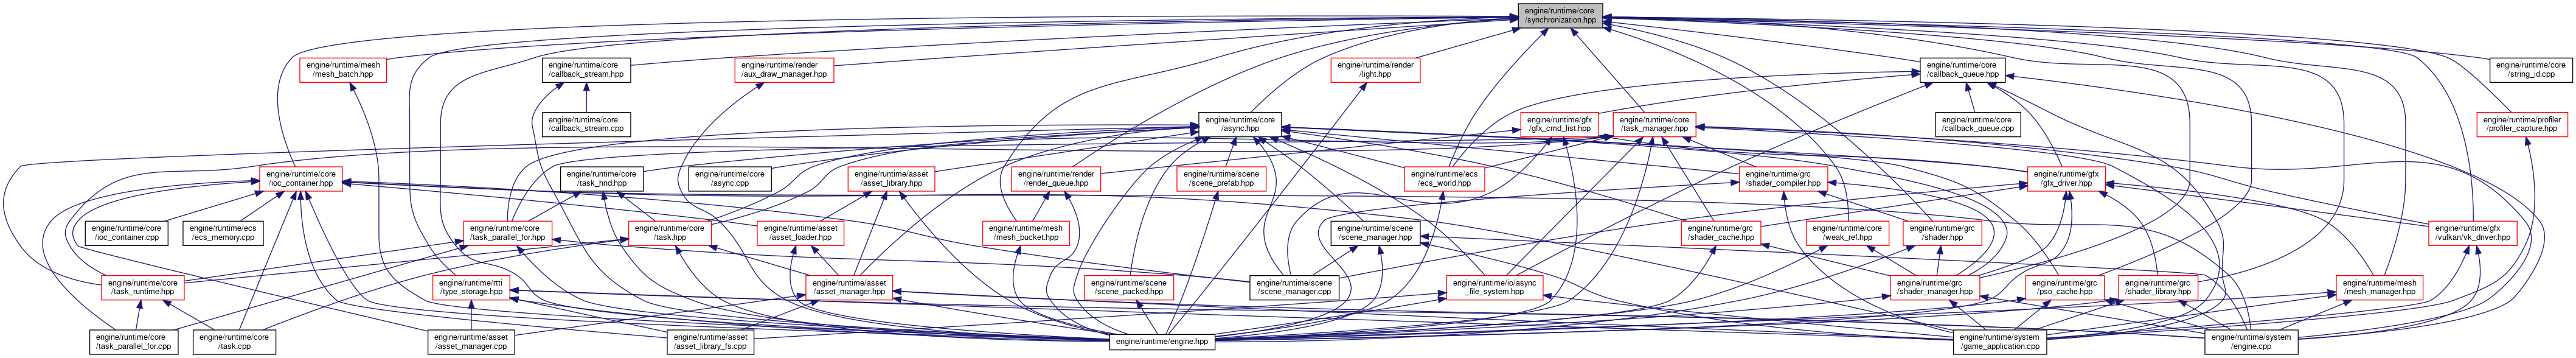 engine/runtime/core
/synchronization.hpp
engine/runtime/mesh
/mesh_batch.hpp
engine/runtime/core
/callback_stream.hpp
engine/runtime/render
/aux_draw_manager.hpp
engine/runtime/render
/light.hpp
engine/runtime/core
/callback_queue.hpp
engine/runtime/core
/string_id.cpp
engine/runtime/core
/callback_stream.cpp
engine/runtime/core
/async.hpp
engine/runtime/gfx
/gfx_cmd_list.hpp
engine/runtime/core
/task_manager.hpp
engine/runtime/core
/callback_queue.cpp
engine/runtime/profiler
/profiler_capture.hpp
engine/runtime/core
/ioc_container.hpp
engine/runtime/core
/task_hnd.hpp
engine/runtime/core
/async.cpp
engine/runtime/asset
/asset_library.hpp
engine/runtime/render
/render_queue.hpp
engine/runtime/scene
/scene_prefab.hpp
engine/runtime/ecs
/ecs_world.hpp
engine/runtime/grc
/shader_compiler.hpp
engine/runtime/gfx
/gfx_driver.hpp
engine/runtime/core
/ioc_container.cpp
engine/runtime/ecs
/ecs_memory.cpp
engine/runtime/core
/task_parallel_for.hpp
engine/runtime/core
/task.hpp
engine/runtime/asset
/asset_loader.hpp
engine/runtime/mesh
/mesh_bucket.hpp
engine/runtime/scene
/scene_manager.hpp
engine/runtime/grc
/shader_cache.hpp
engine/runtime/core
/weak_ref.hpp
engine/runtime/grc
/shader.hpp
engine/runtime/gfx
/vulkan/vk_driver.hpp
engine/runtime/core
/task_runtime.hpp
engine/runtime/rtti
/type_storage.hpp
engine/runtime/asset
/asset_manager.hpp
engine/runtime/scene
/scene_packed.hpp
engine/runtime/scene
/scene_manager.cpp
engine/runtime/io/async
_file_system.hpp
engine/runtime/grc
/shader_manager.hpp
engine/runtime/grc
/pso_cache.hpp
engine/runtime/grc
/shader_library.hpp
engine/runtime/mesh
/mesh_manager.hpp
engine/runtime/core
/task_parallel_for.cpp
engine/runtime/core
/task.cpp
engine/runtime/asset
/asset_manager.cpp
engine/runtime/asset
/asset_library_fs.cpp
engine/runtime/engine.hpp
engine/runtime/system
/game_application.cpp
engine/runtime/system
/engine.cpp